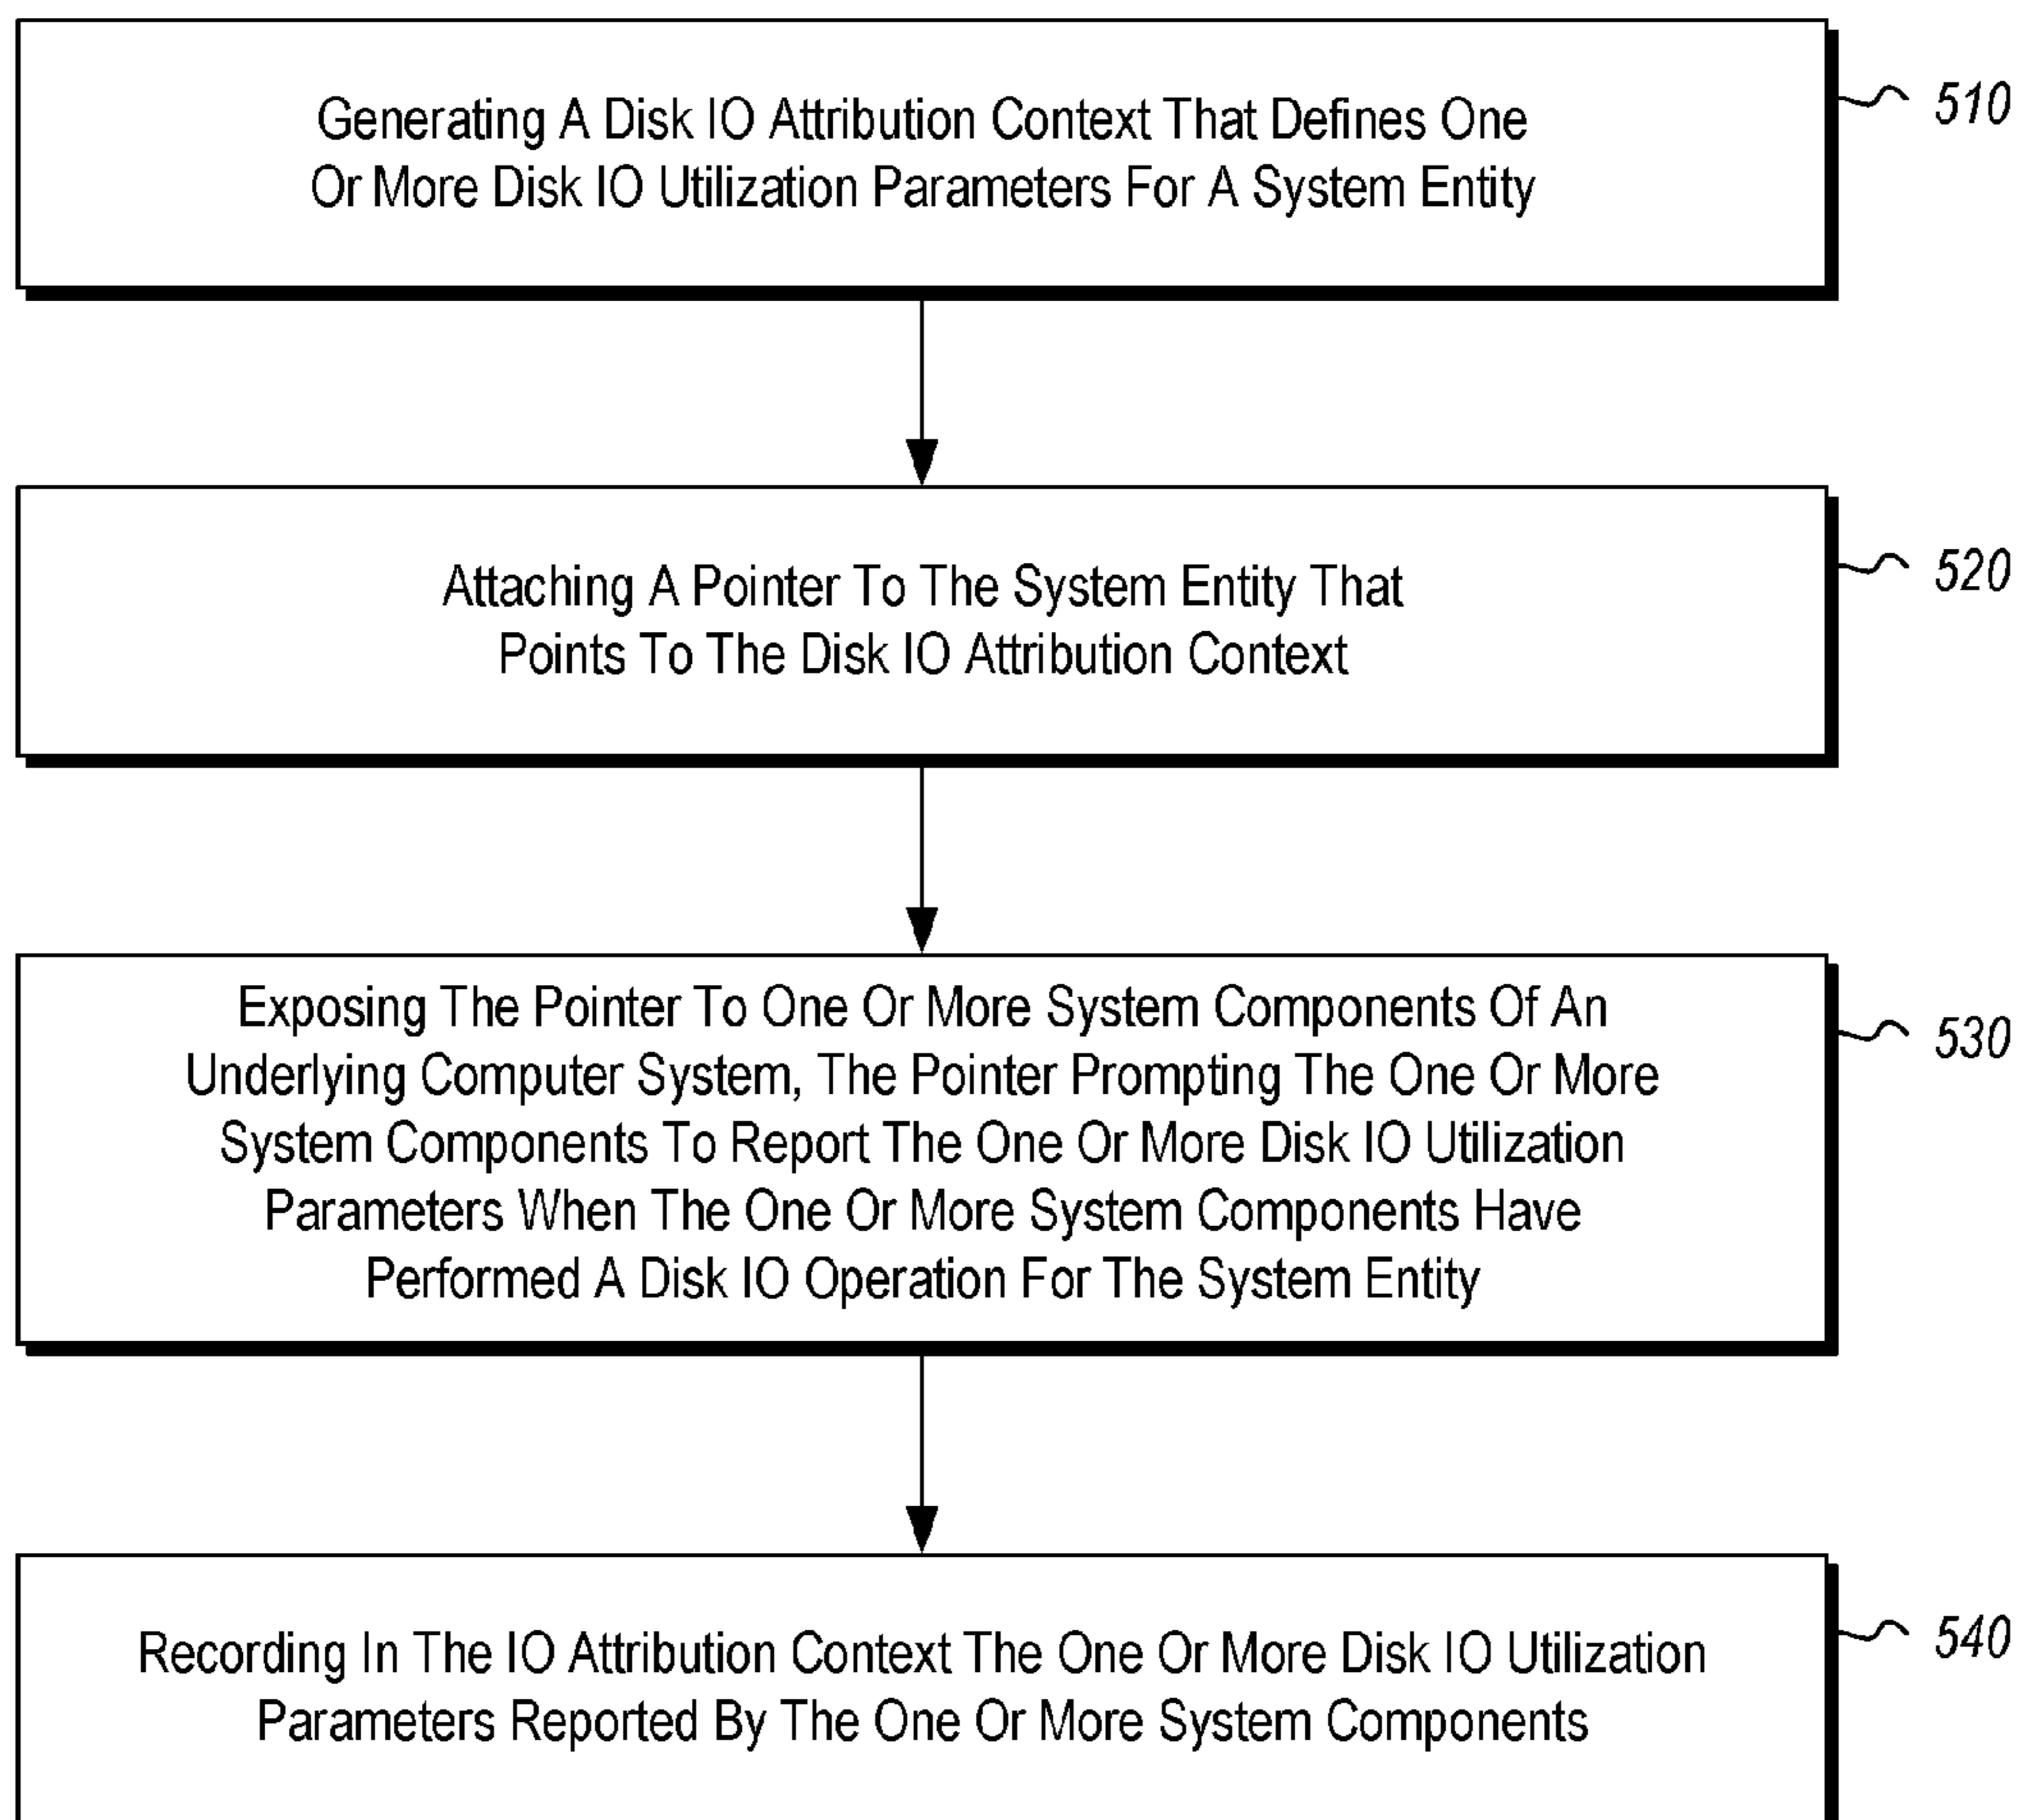 Generating A Disk IO Attribution Context That Defines One
Or More Disk IO Utilization Parameters For A System Entity
510
Attaching A Pointer To The System Entity That
Points To The Disk IO Attribution Context
520
Exposing The Pointer To One Or More System Components Of An
Underlying Computer System, The Pointer Prompting The One Or More
System Components To Report The One Or More Disk IO Utilization
Parameters When The One Or More System Components Have
Performed A Disk IO Operation For The System Entity
530
Recording In The IO Attribution Context The One Or More Disk IO Utilization
Parameters Reported By The One Or More System Components
540